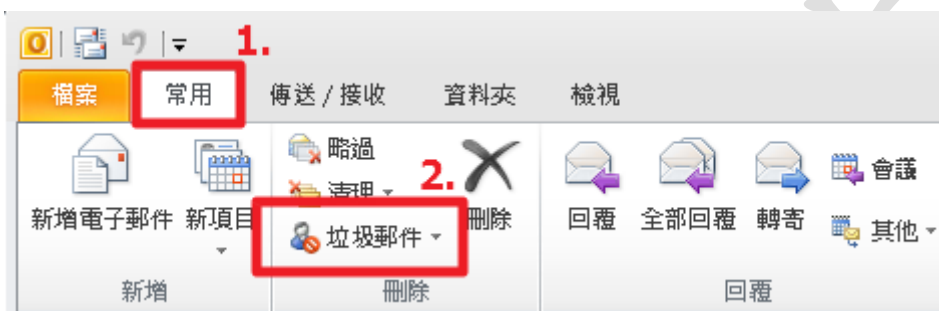 1.
檔案 常用 傳送 / 接收 資料夾 檢視
略過
清理
2.
新增電子郵件 新項目 垃圾郵件 刪除 回覆 全部回覆 轉寄 會議
其他
新增 刪除 回覆